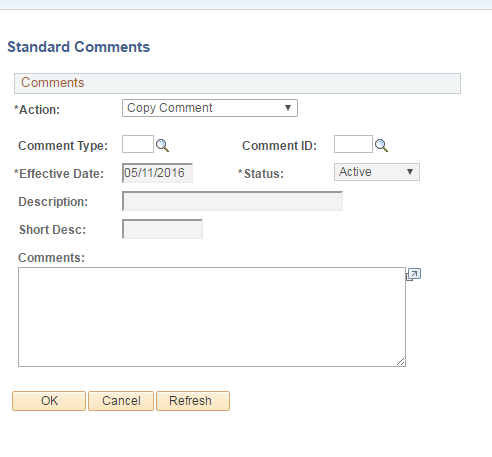 Standard Comments
Comments
*Action: Copy Comment
Comment Type: Comment ID:
*Effective Date: 05/11/2016 *Status: Active
Description:
Short Desc:
Comments:
OK Cancel Refresh